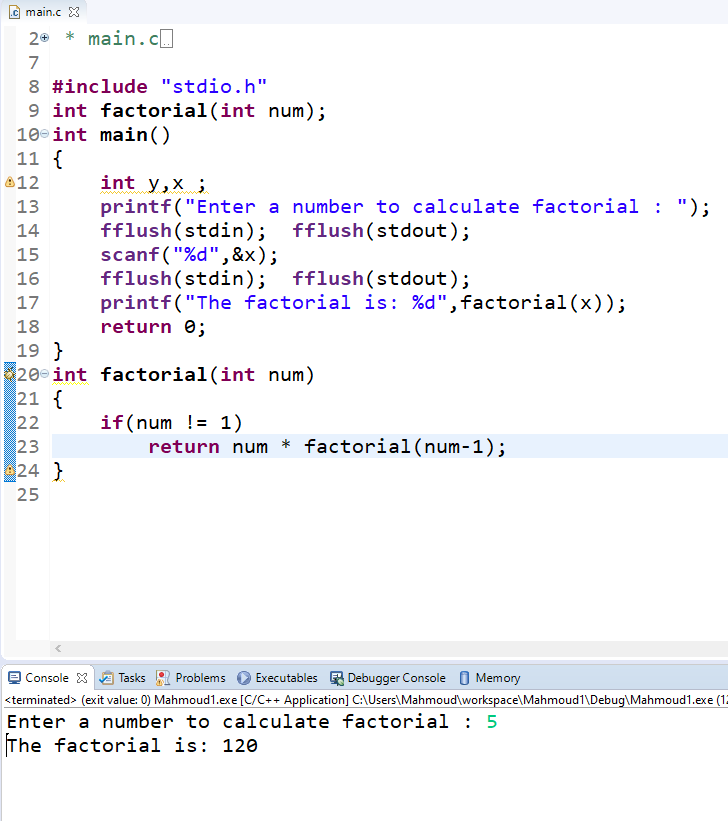 main.c
2 * main.c
7
8 #include "stdio.h"
9 int factorial(int num);
10 int main()
11 {
12     int y,x ;
13     printf("Enter a number to calculate factorial : ");
14     fflush(stdin);  fflush(stdout);
15     scanf("%d",&x);
16     fflush(stdin);  fflush(stdout);
17     printf("The factorial is: %d",factorial(x));
18     return 0;
19 }
20 int factorial(int num)
21 {
22     if(num != 1)
23         return num * factorial(num-1);
24 }
25
Console Tasks Problems Executables Debugger Console Memory
<terminated> (exit value: 0) Mahmoud1.exe [C/C++ Application] C:\Users\Mahmoud\workspace\Mahmoud1\Debug\Mahmoud1.exe (12
Enter a number to calculate factorial : 5
The factorial is: 120